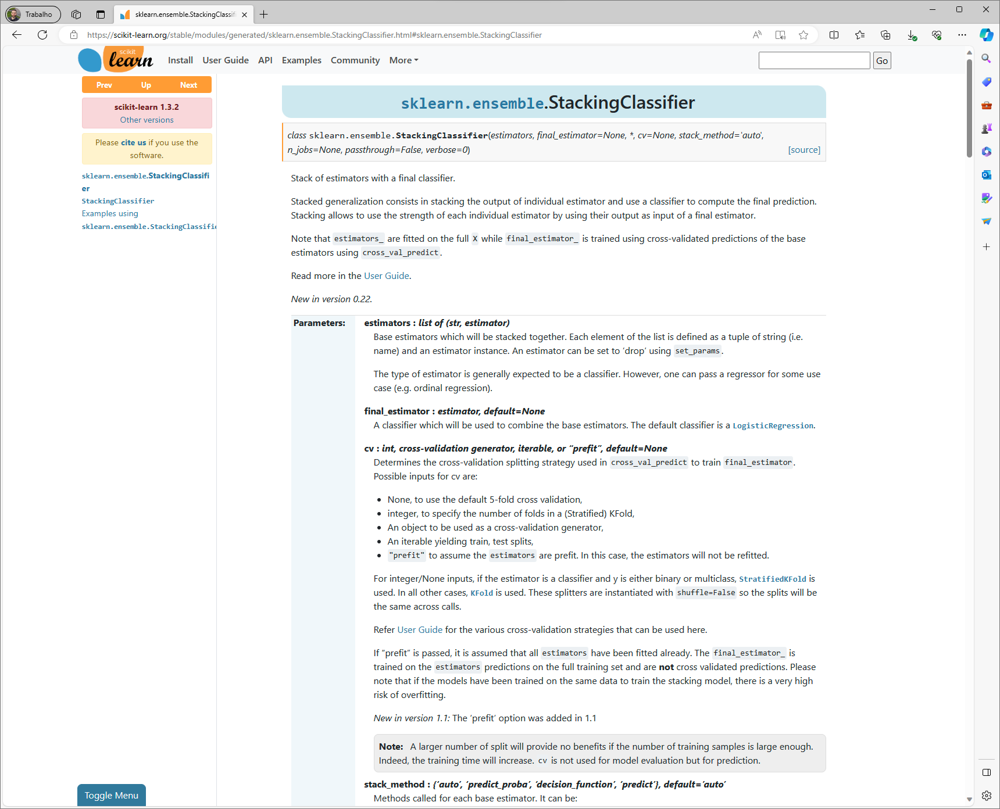 Trabalho
sklearn.ensemble.StackingClassifi
https://scikit-learn.org/stable/modules/generated/sklearn.ensemble.StackingClassifier.html#sklearn.ensemble.StackingClassifier
scikit
learn
Install User Guide API Examples Community More
Go
Prev Up Next
scikit-learn 1.3.2
Other versions
Please cite us if you use the
software.
sklearn.ensemble.StackingClassifi
er
StackingClassifier
Examples using
sklearn.ensemble.StackingClassifie
Toggle Menu
sklearn.ensemble.StackingClassifier
class sklearn.ensemble.StackingClassifier(estimators, final_estimator=None, *, cv=None, stack_method='auto',
n_jobs=None, passthrough=False, verbose=0) [source]
Stack of estimators with a final classifier.
Stacked generalization consists in stacking the output of individual estimator and use a classifier to compute the final prediction.
Stacking allows to use the strength of each individual estimator by using their output as input of a final estimator.
Note that estimators_ are fitted on the full X while final_estimator_ is trained using cross-validated predictions of the base
estimators using cross_val_predict.
Read more in the User Guide.
New in version 0.22.
Parameters:
estimators : list of (str, estimator)
Base estimators which will be stacked together. Each element of the list is defined as a tuple of string (i.e.
name) and an estimator instance. An estimator can be set to ‘drop’ using set_params.
The type of estimator is generally expected to be a classifier. However, one can pass a regressor for some use
case (e.g. ordinal regression).
final_estimator : estimator, default=None
A classifier which will be used to combine the base estimators. The default classifier is a LogisticRegression.
cv : int, cross-validation generator, iterable, or “prefit”, default=None
Determines the cross-validation splitting strategy used in cross_val_predict to train final_estimator.
Possible inputs for cv are:
• None, to use the default 5-fold cross validation,
• integer, to specify the number of folds in a (Stratified) KFold,
• An object to be used as a cross-validation generator,
• An iterable yielding train, test splits,
• "prefit" to assume the estimators are prefit. In this case, the estimators will not be refitted.
For integer/None inputs, if the estimator is a classifier and y is either binary or multiclass, StratifiedKFold is
used. In all other cases, KFold is used. These splitters are instantiated with shuffle=False so the splits will be
the same across calls.
Refer User Guide for the various cross-validation strategies that can be used here.
If “prefit” is passed, it is assumed that all estimators have been fitted already. The final_estimator_ is
trained on the estimators predictions on the full training set and are not cross validated predictions. Please
note that if the models have been trained on the same data to train the stacking model, there is a very high
risk of overfitting.
New in version 1.1: The ‘prefit’ option was added in 1.1
Note: A larger number of split will provide no benefits if the number of training samples is large enough.
Indeed, the training time will increase. cv is not used for model evaluation but for prediction.
stack_method : {‘auto’, ‘predict_proba’, ‘decision_function’, ‘predict’}, default=‘auto’
Methods called for each base estimator. It can be: